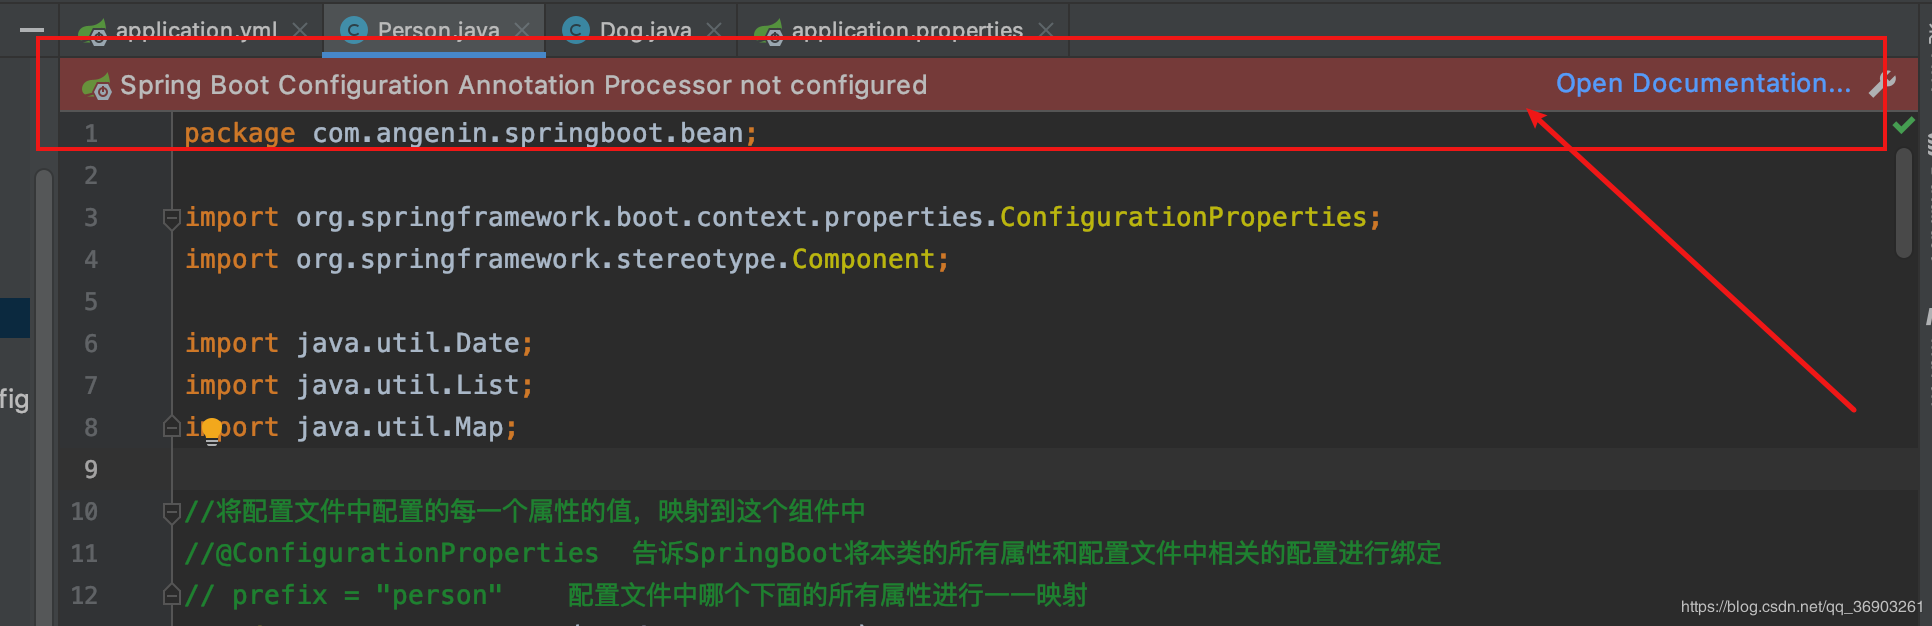 application.yml Person.java Dog.java application.properties
Spring Boot Configuration Annotation Processor not configured Open Documentation...
1 package com.angenin.springboot.bean;
2
3 import org.springframework.boot.context.properties.ConfigurationProperties;
4 import org.springframework.stereotype.Component;
5
6 import java.util.Date;
7 import java.util.List;
fig
8 import java.util.Map;
9
10 //将配置文件中配置的每一个属性的值，映射到这个组件中
11 //@ConfigurationProperties 告诉SpringBoot将本类的所有属性和配置文件中相关的配置进行绑定
12 // prefix = "person" 配置文件中哪个下面的所有属性进行一一映射
https://blog.csdn.net/qq_36903261